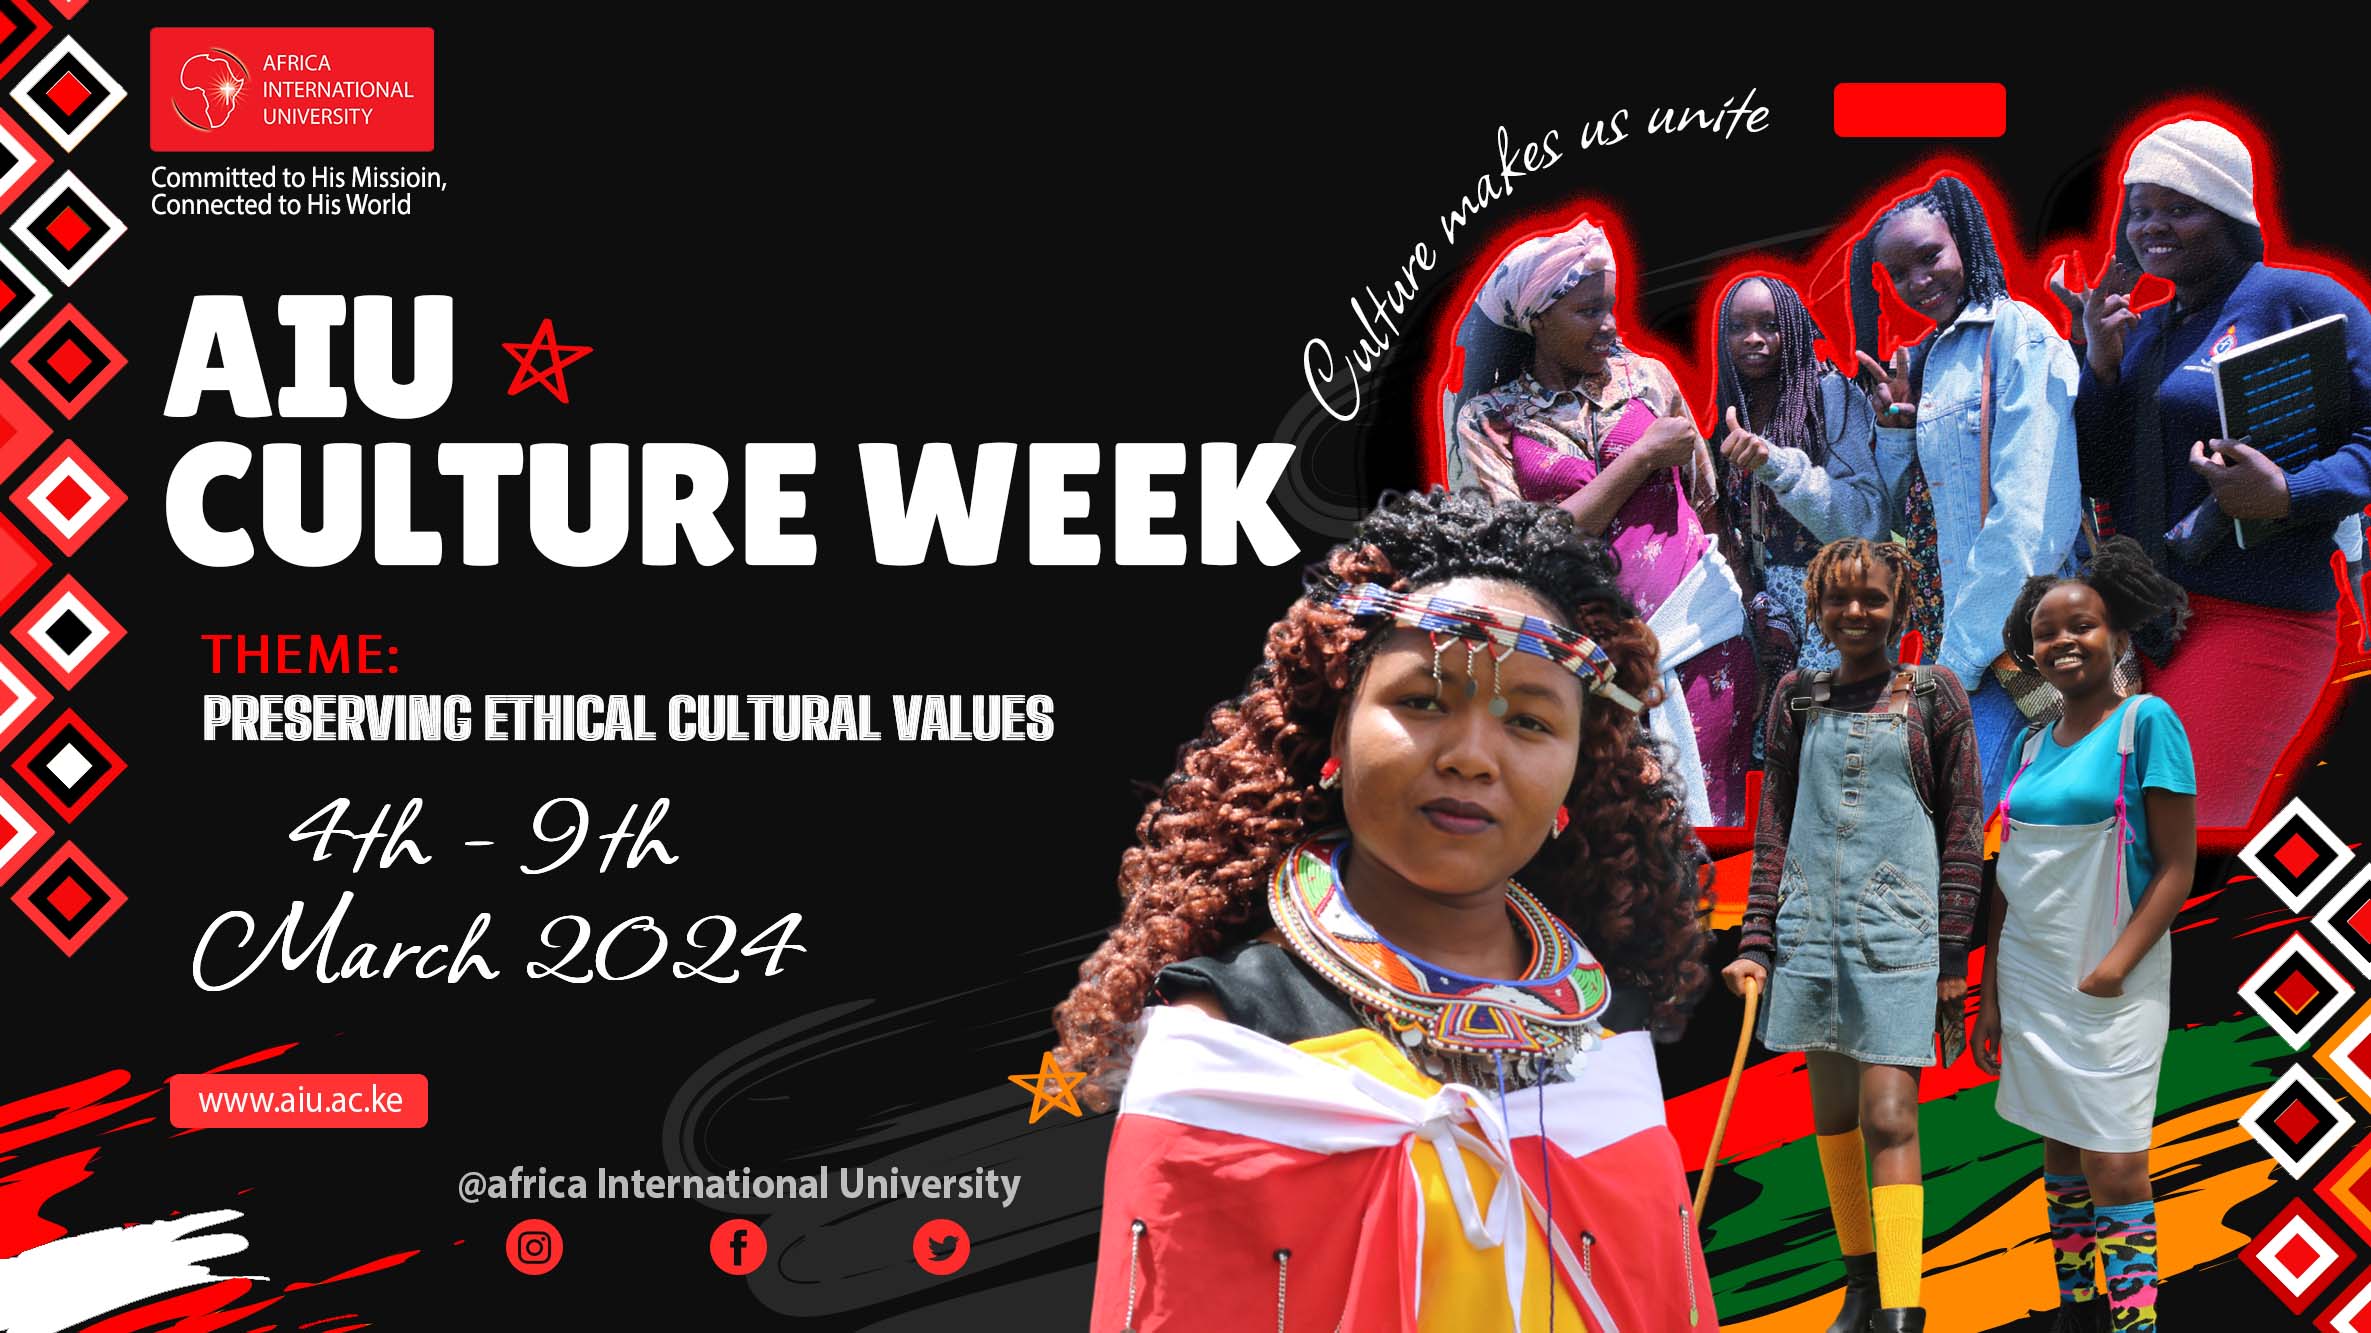 AFRICA
INTERNATIONAL
UNIVERSITY
Committed to His Missioin,
Connected to His World
Culture makes us unite
AIU
CULTURE WEEK
THEME:
PRESERVING ETHICAL CULTURAL VALUES
4th - 9th
March 2024
www.aiu.ac.ke
@africa International University